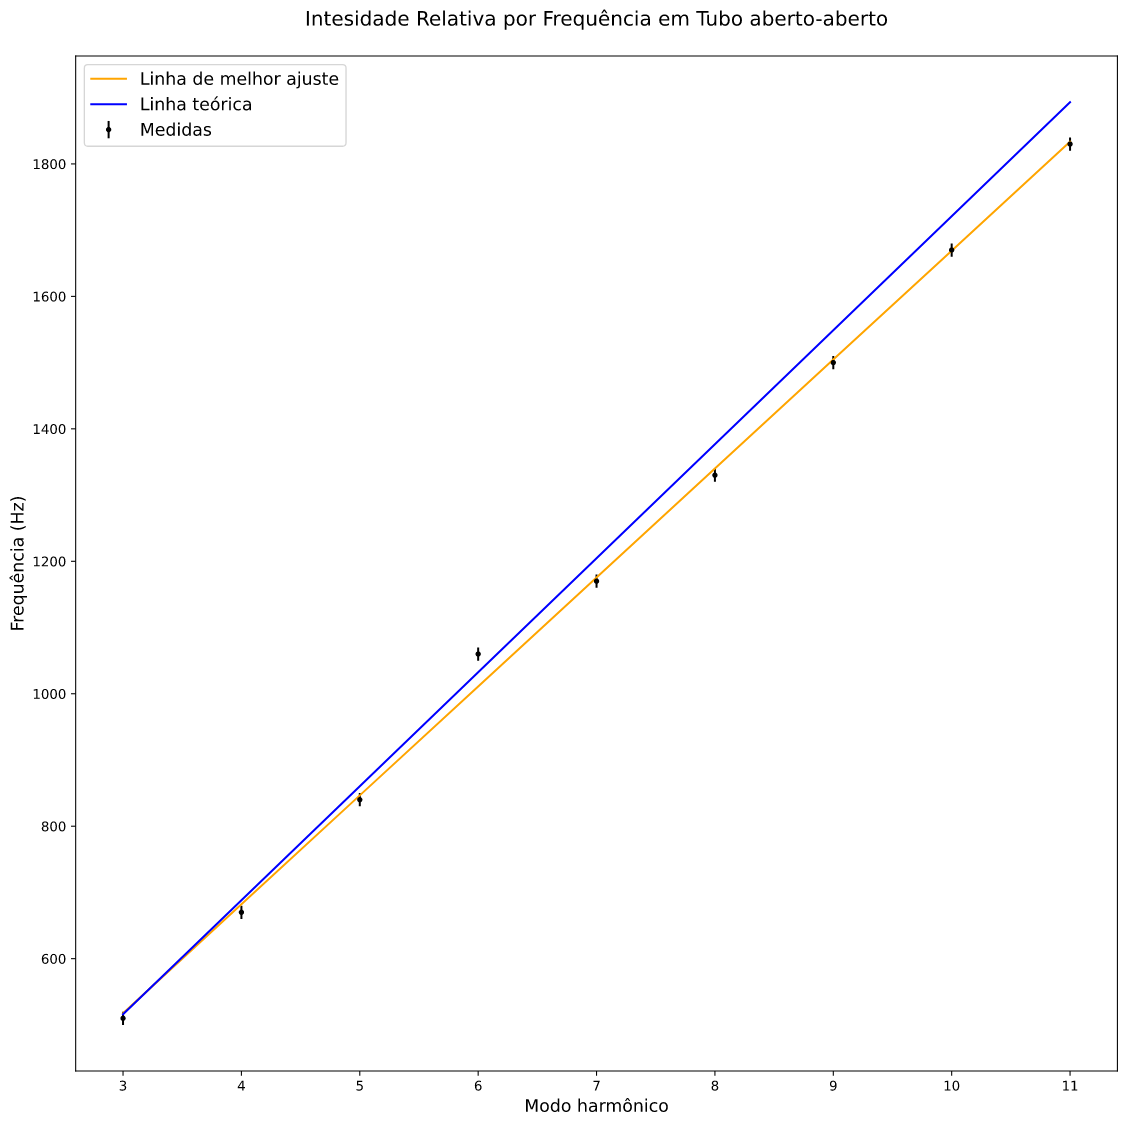 Intesidade Relativa por Frequência em Tubo aberto-aberto
Linha de melhor ajuste
Linha teórica
Medidas
1800
1600
1400
1200
1000
800
600
Frequência (Hz)
3 4 5 6 7 8 9 10 11
Modo harmônico